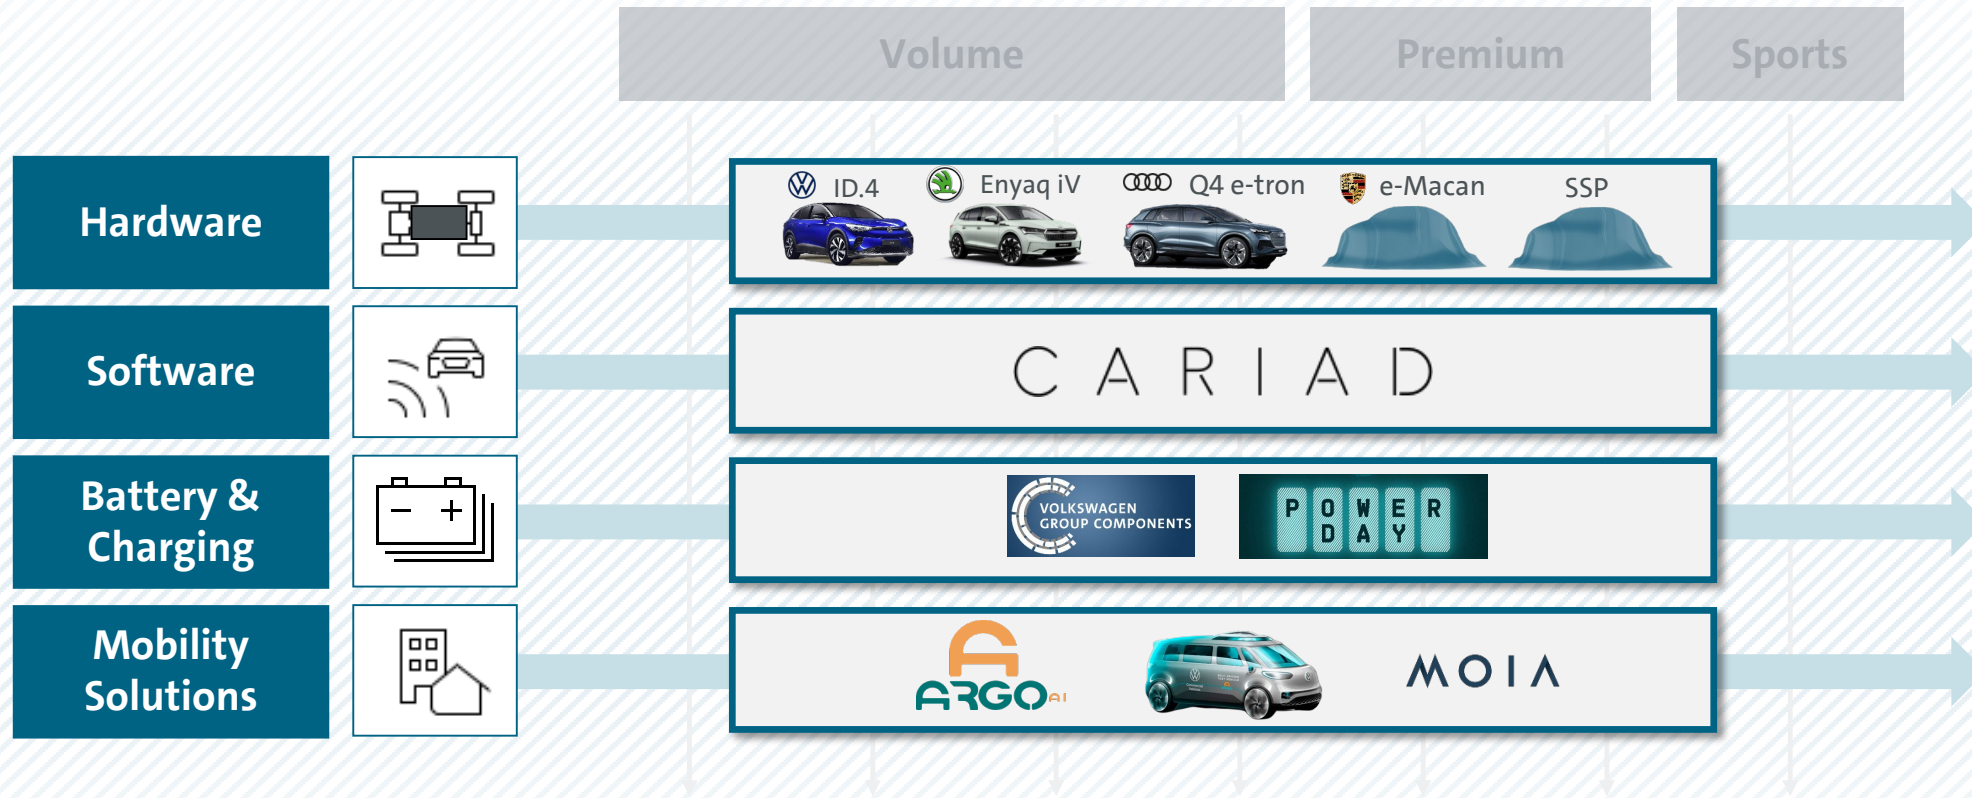 Volume
Premium
Sports
Hardware
ID.4
Enyaq iV
Q4 e-tron
e-Macan
SSP
Software
CARIAD
Battery &
Charging
VOLKSWAGEN
GROUP COMPONENTS
POWER
DAY
Mobility
Solutions
ARGO AI
MOIA